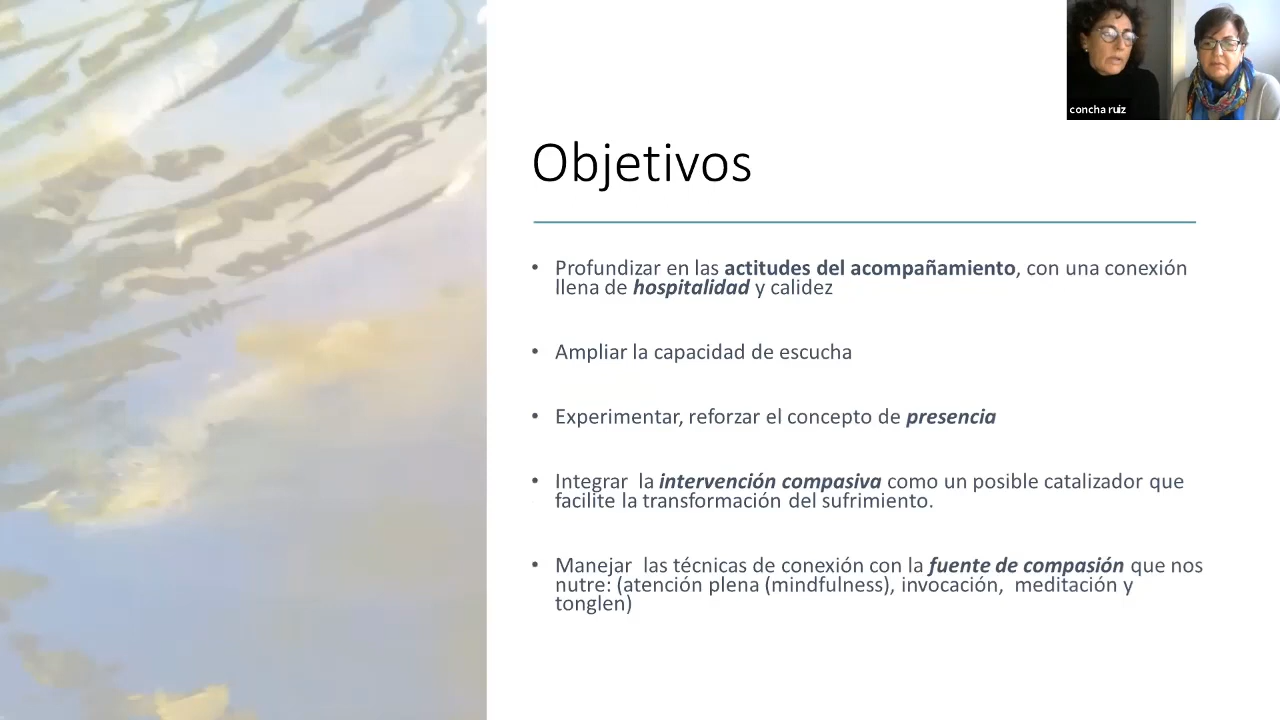 concha ruiz
Objetivos
• Profundizar en las actitudes del acompañamiento, con una conexión
llena de hospitalidad y calidez
• Ampliar la capacidad de escucha
• Experimentar, reforzar el concepto de presencia
• Integrar la intervención compasiva como un posible catalizador que
facilite la transformación del sufrimiento.
• Manejar las técnicas de conexión con la fuente de compasión que nos
nutre: (atención plena (mindfulness), invocación, meditación y
tonglen)